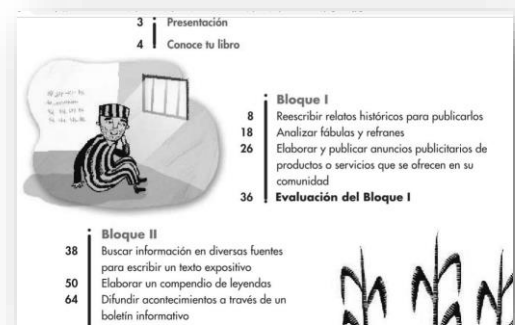 3 Presentación
4 Conoce tu libro
Bloque I
8 Reescribir relatos históricos para publicarlos
18 Analizar fábulas y refranes
26 Elaborar y publicar anuncios publicitarios de
productos o servicios que se ofrecen en su
comunidad
36 Evaluación del Bloque I
Bloque II
38 Buscar información en diversas fuentes
para escribir un texto expositivo
50 Elaborar un compendio de leyendas
64 Difundir acontecimientos a través de un
boletín informativo